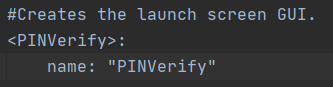 #Creates the launch screen GUI.
<PINVerify>:
    name: "PINVerify"